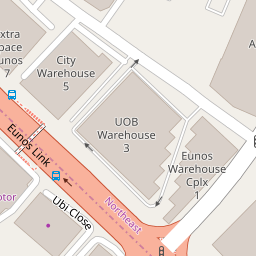 xtra
pace
unos
7
City
Warehouse
5
UOB
Warehouse
3
Eunos
Warehouse
Cplx
1
Eunos Link
Ubi Close
Northeast
otor